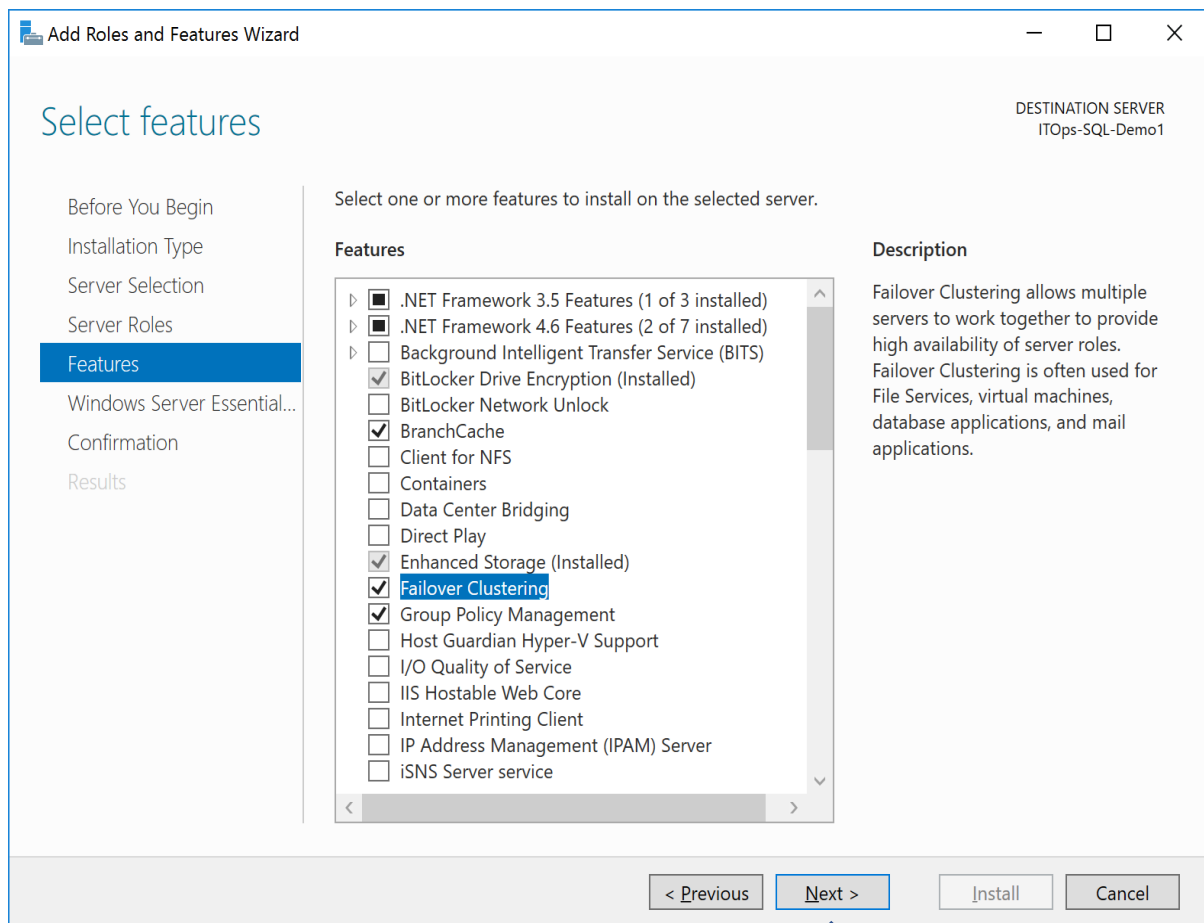 Add Roles and Features Wizard
Select features
DESTINATION SERVER
ITOps-SQL-Demo1
Before You Begin
Installation Type
Server Selection
Server Roles
Features
Windows Server Essential...
Confirmation
Results
Select one or more features to install on the selected server.
Features
.NET Framework 3.5 Features (1 of 3 installed)
.NET Framework 4.6 Features (2 of 7 installed)
Background Intelligent Transfer Service (BITS)
BitLocker Drive Encryption (Installed)
BitLocker Network Unlock
BranchCache
Client for NFS
Containers
Data Center Bridging
Direct Play
Enhanced Storage (Installed)
Failover Clustering
Group Policy Management
Host Guardian Hyper-V Support
I/O Quality of Service
IIS Hostable Web Core
Internet Printing Client
IP Address Management (IPAM) Server
iSNS Server service
Description
Failover Clustering allows multiple
servers to work together to provide
high availability of server roles.
Failover Clustering is often used for
File Services, virtual machines,
database applications, and mail
applications.
< Previous
Next >
Install
Cancel